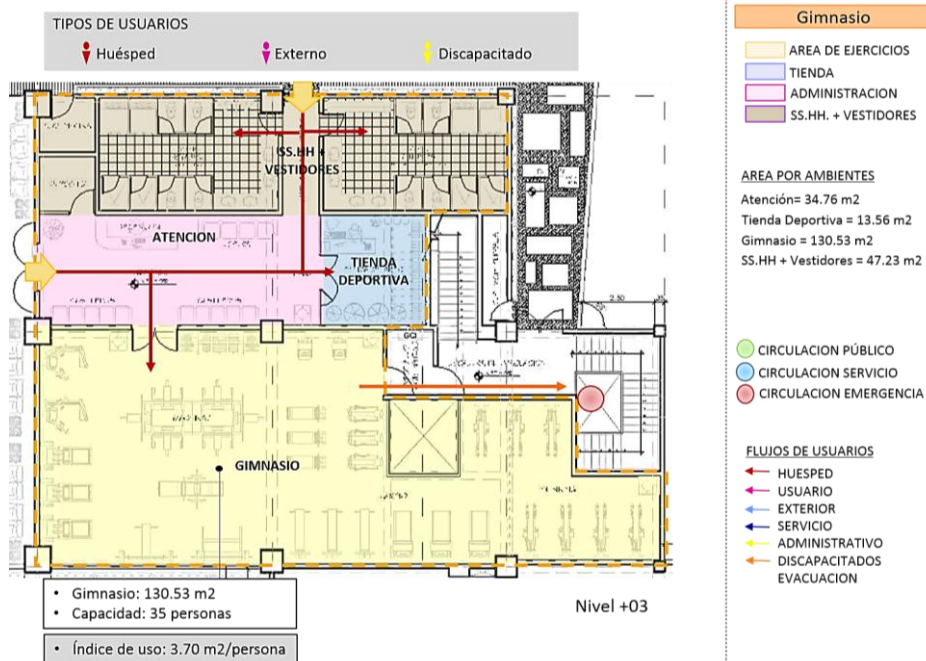 TIPOS DE USUARIOS
Huésped
Externo
Discapacitado
SS.HH +
VESTIDORES
ATENCION
TIENDA
DEPORTIVA
GIMNASIO
2.50
• Gimnasio: 130.53 m2
• Capacidad: 35 personas
• Índice de uso: 3.70 m2/persona
Nivel +03
Gimnasio
AREA DE EJERCICIOS
TIENDA
ADMINISTRACION
SS.HH. + VESTIDORES
AREA POR AMBIENTES
Atención= 34.76 m2
Tienda Deportiva = 13.56 m2
Gimnasio = 130.53 m2
SS.HH + Vestidores = 47.23 m2
CIRCULACION PÚBLICO
CIRCULACION SERVICIO
CIRCULACION EMERGENCIA
FLUJOS DE USUARIOS
HUESPED
USUARIO
EXTERIOR
SERVICIO
ADMINISTRATIVO
DISCAPACITADOS
EVACUACION